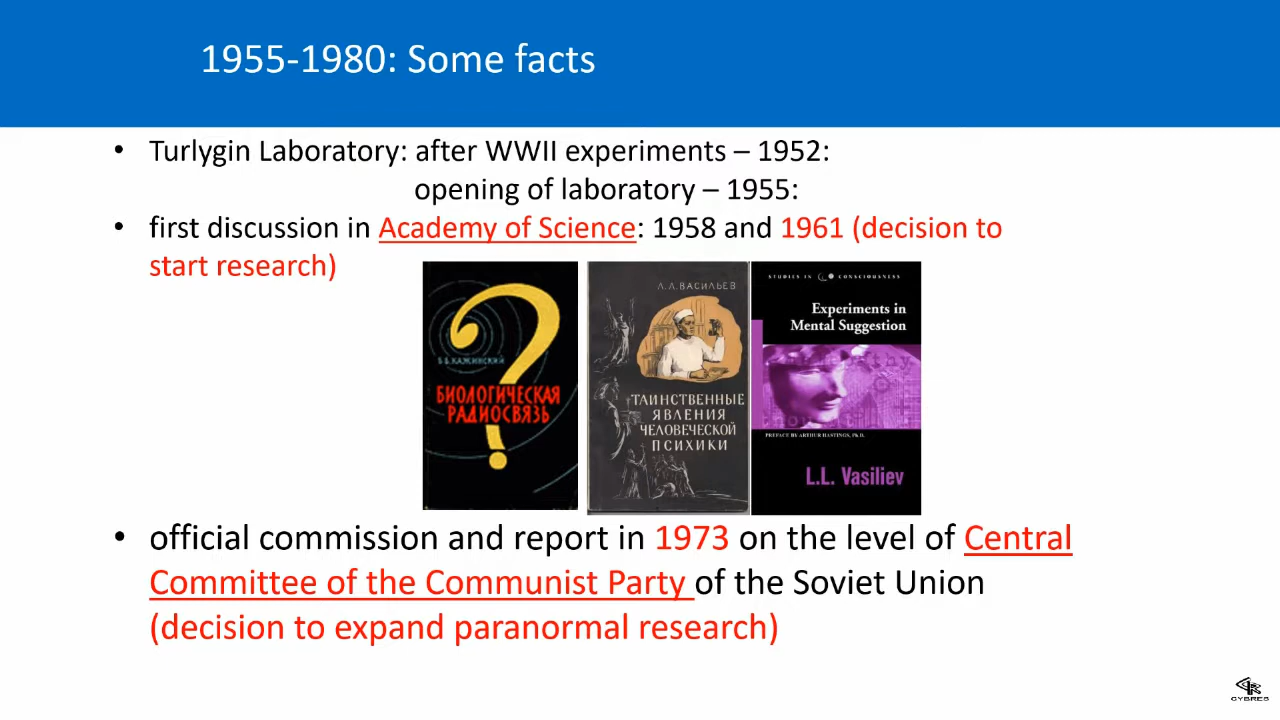 1955-1980: Some facts
• Turlygin Laboratory: after WWII experiments – 1952:
opening of laboratory – 1955:
• first discussion in Academy of Science: 1958 and 1961 (decision to
start research)
Б.Б.КАЖИНСКИЙ
БИОЛОГИЧЕСКАЯ
РАДИОСВЯЗЬ
Л.Л.ВАСИЛЬЕВ
ТАИНСТВЕННЫЕ
ЯВЛЕНИЯ
ЧЕЛОВЕЧЕСКОЙ
ПСИХИКИ
STUDIES IN CONSCIOUSNESS
Experiments in
Mental Suggestion
PREFACE BY ARTHUR HASTINGS, PH.D.
L.L. Vasiliev
• official commission and report in 1973 on the level of Central
Committee of the Communist Party of the Soviet Union
(decision to expand paranormal research)
CYBRES